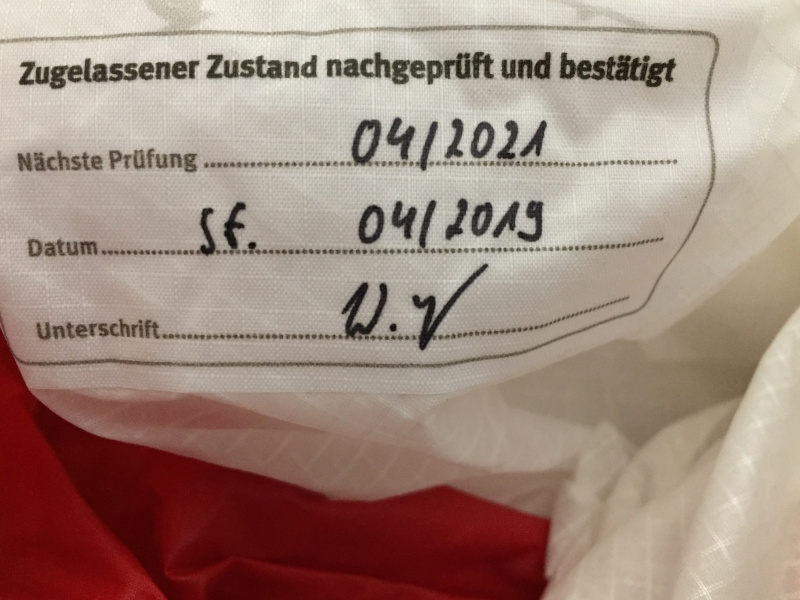 Zugelassener Zustand nachgeprüft und bestätigt
Nächste Prüfung 04/2021
Datum Sf. 04/2019
Unterschrift